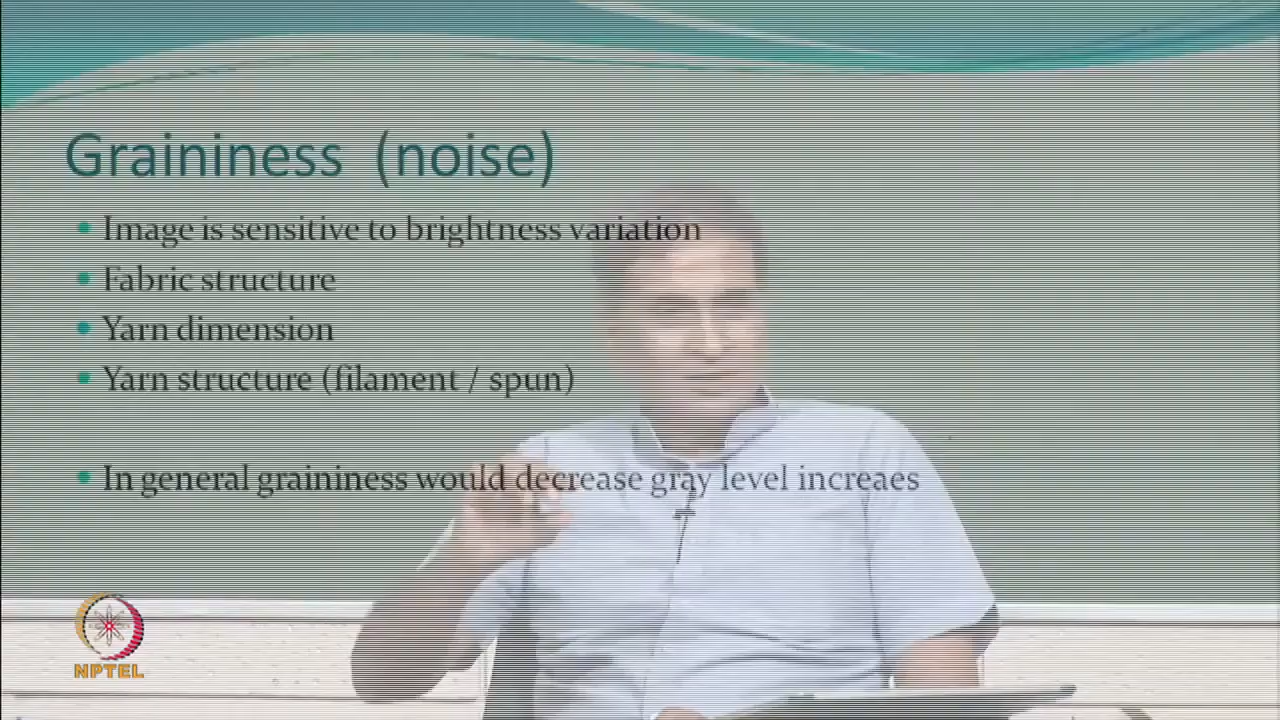 Graininess (noise)
Image is sensitive to brightness variation
Fabric structure
Yarn dimension
Yarn structure (filament / spun)
In general graininess would decrease gray level increaes
NPTEL